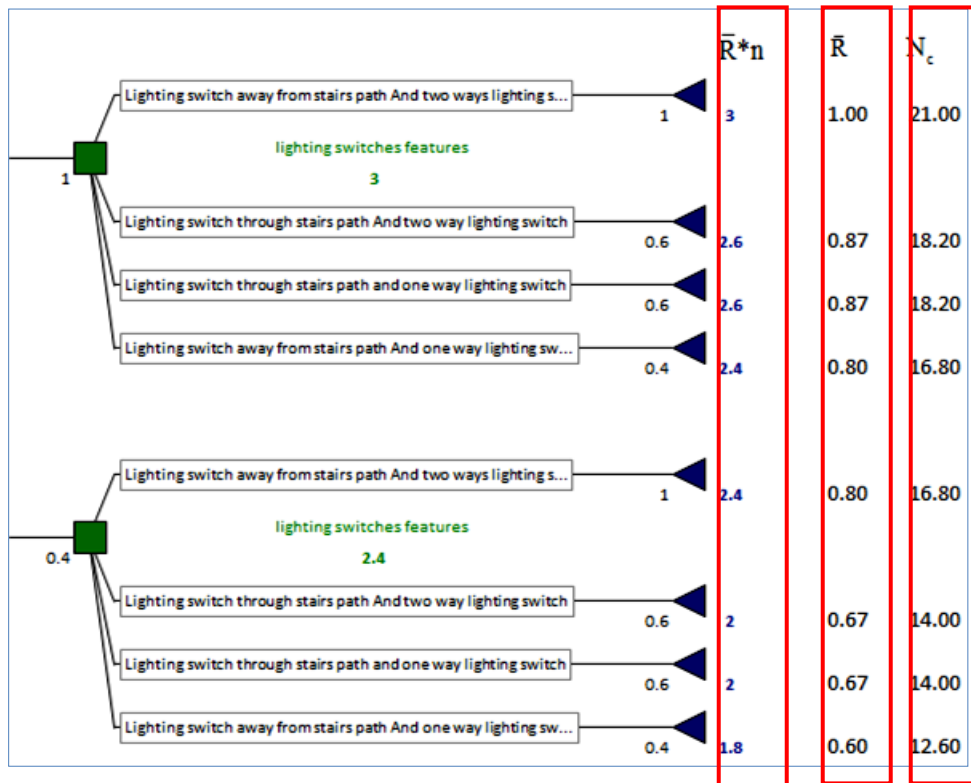 R̅*n R̅ N_c
Lighting switch away from stairs path And two ways lighting s...
1 3 1.00 21.00
lighting switches features
1 3
Lighting switch through stairs path And two way lighting switch
0.6 2.6 0.87 18.20
Lighting switch through stairs path and one way lighting switch
0.6 2.6 0.87 18.20
Lighting switch away from stairs path And one way lighting sw...
0.4 2.4 0.80 16.80
Lighting switch away from stairs path And two ways lighting s...
1 2.4 0.80 16.80
lighting switches features
0.4 2.4
Lighting switch through stairs path And two way lighting switch
0.6 2 0.67 14.00
Lighting switch through stairs path and one way lighting switch
0.6 2 0.67 14.00
Lighting switch away from stairs path And one way lighting sw...
0.4 1.8 0.60 12.60